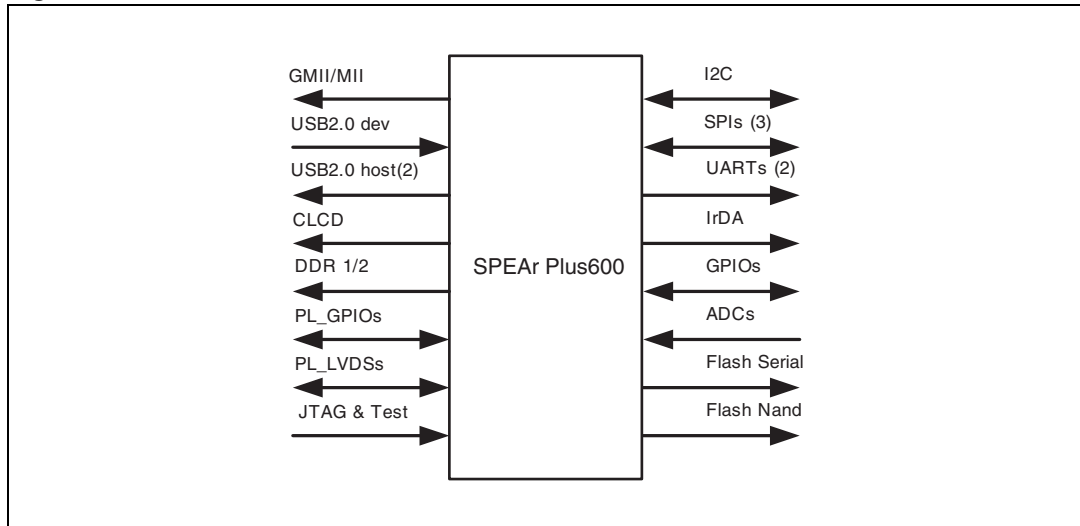 GMII/MII
USB2.0 dev
USB2.0 host(2)
CLCD
DDR 1/2
PL_GPIOs
PL_LVDSs
JTAG & Test
SPEAr Plus600
I2C
SPIs (3)
UARTs (2)
IrDA
GPIOs
ADCs
Flash Serial
Flash Nand